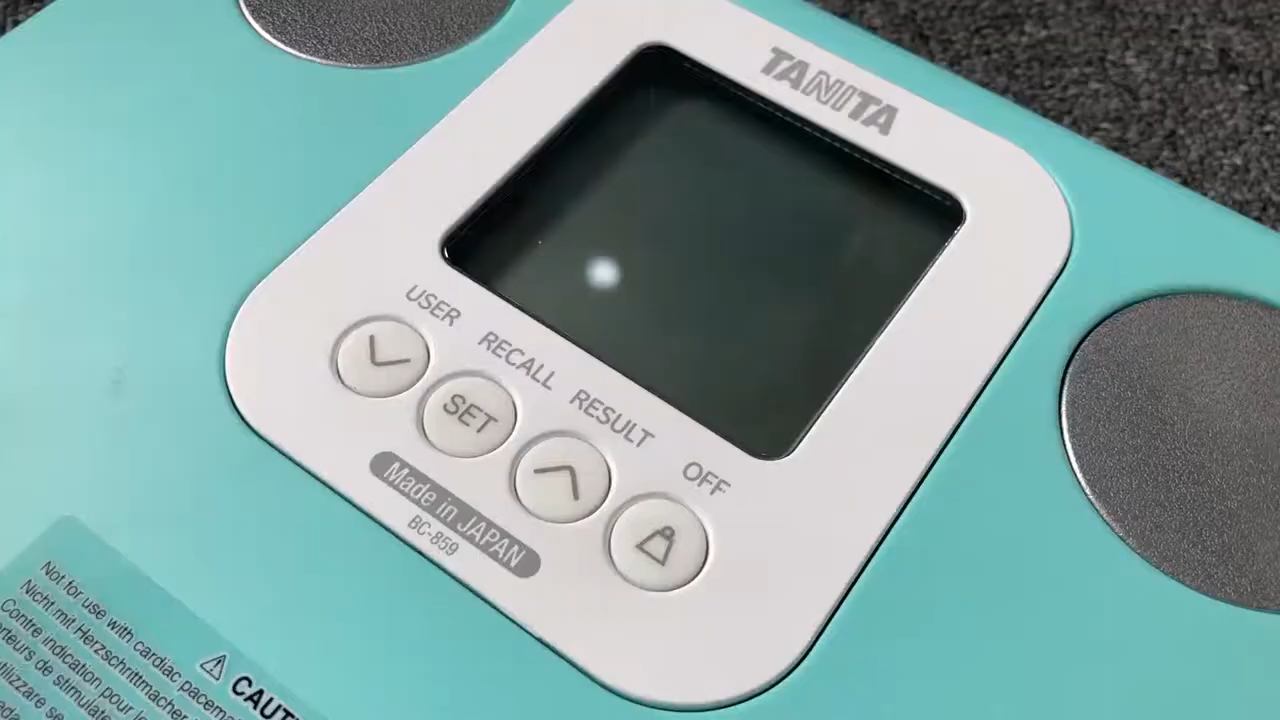 TANITA
USER
RECALL
RESULT
OFF
SET
Made in JAPAN
BC-859
Not for use with cardiac
Nicht mit Herzschrittmacher
Contre indication pour
de
CAUT